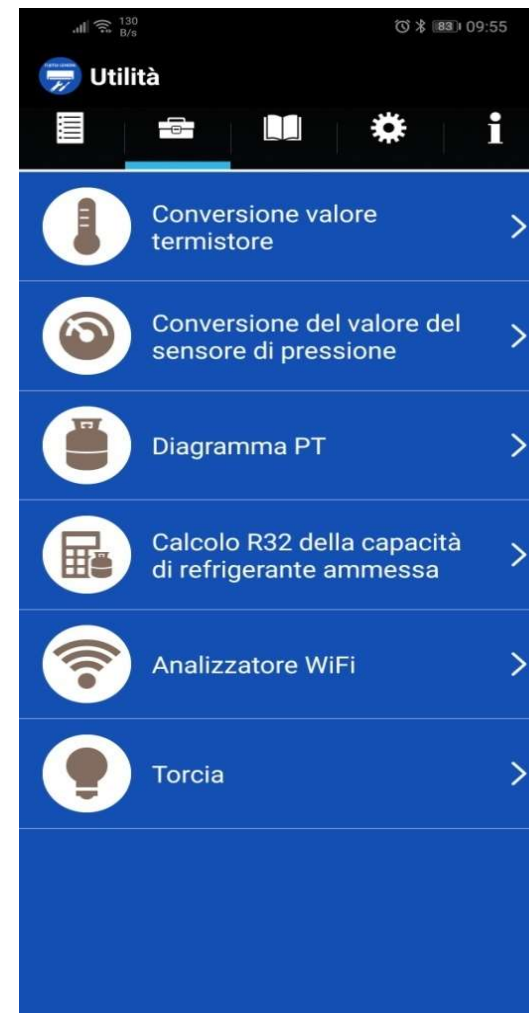 130
B/s
83
09:55
Utilità
Conversione valore
termistore
Conversione del valore del
sensore di pressione
Diagramma PT
Calcolo R32 della capacità
di refrigerante ammessa
Analizzatore WiFi
Torcia